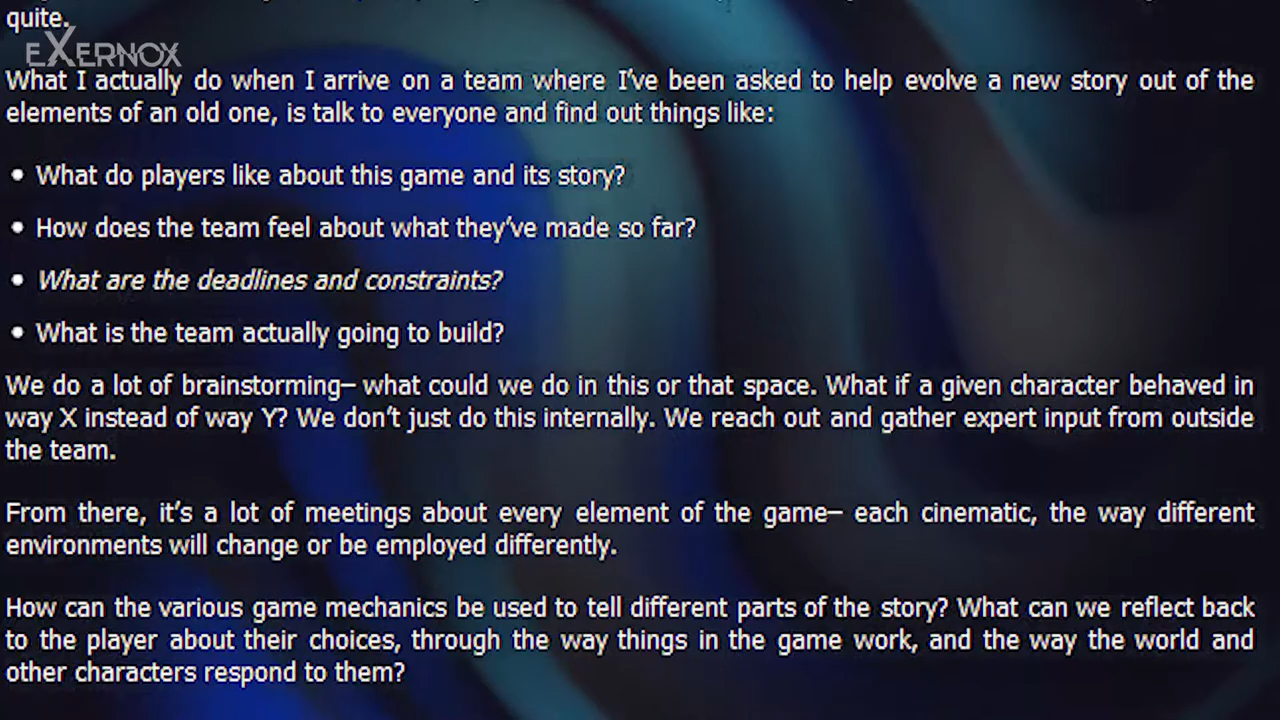 quite.
EXERNOX
What I actually do when I arrive on a team where I’ve been asked to help evolve a new story out of the
elements of an old one, is talk to everyone and find out things like:
• What do players like about this game and its story?
• How does the team feel about what they’ve made so far?
• What are the deadlines and constraints?
• What is the team actually going to build?
We do a lot of brainstorming– what could we do in this or that space. What if a given character behaved in
way X instead of way Y? We don’t just do this internally. We reach out and gather expert input from outside
the team.
From there, it’s a lot of meetings about every element of the game– each cinematic, the way different
environments will change or be employed differently.
How can the various game mechanics be used to tell different parts of the story? What can we reflect back
to the player about their choices, through the way things in the game work, and the way the world and
other characters respond to them?